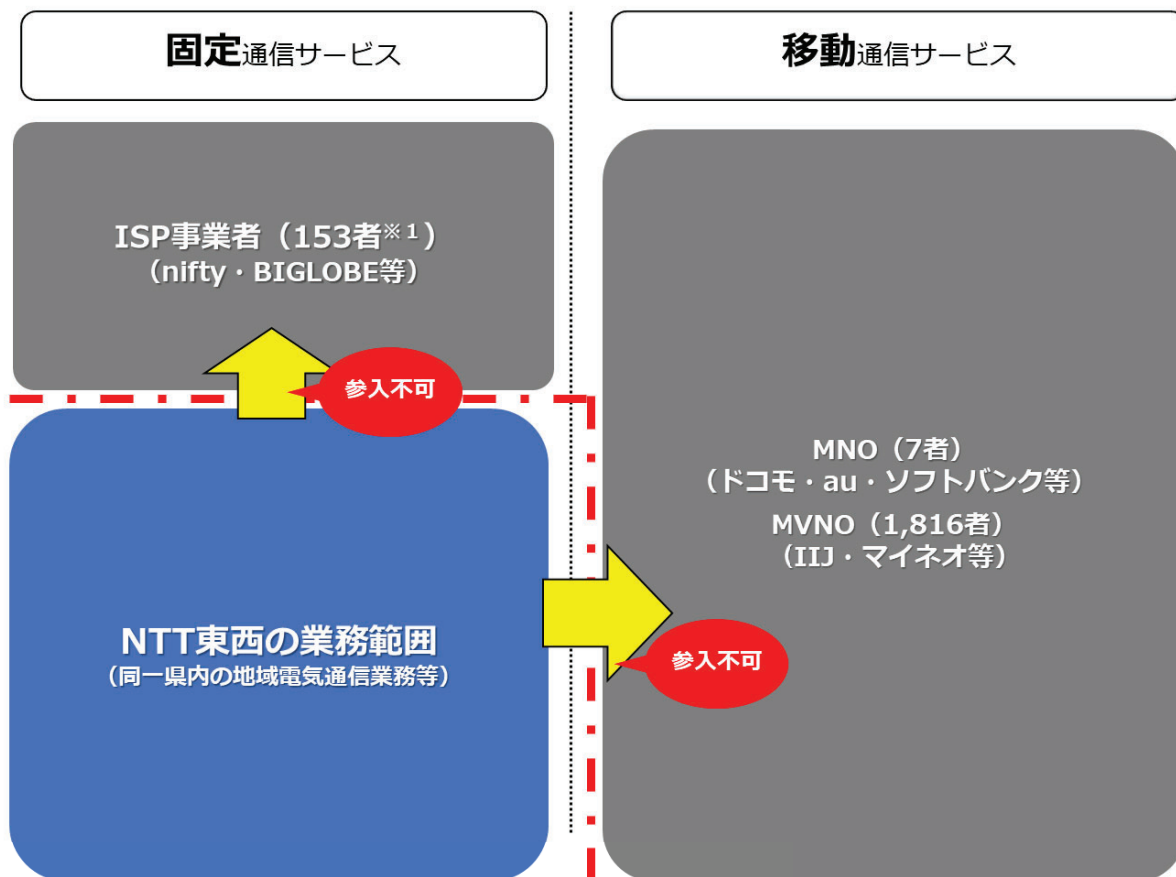 固定通信サービス
移動通信サービス
ISP事業者（153者※1）
（nifty・BIGLOBE等）
参入不可
NTT東西の業務範囲
（同一県内の地域電気通信業務等）
MNO（7者）
（ドコモ・au・ソフトバンク等）
MVNO（1,816者）
（IIJ・マイネオ等）
参入不可